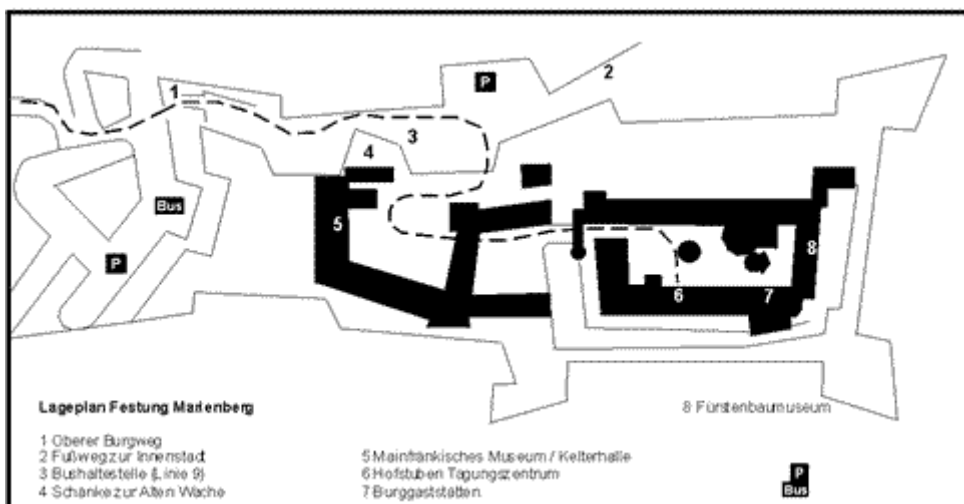 P
2
1
3
4
Bus
5
8
P
6
7
Lageplan Festung Marienberg
8 Fürstenbaumuseum
1 Oberer Burgweg
2 Fußweg zur Innenstadt
3 Bushaltestelle (Linie 9)
4 Schänke zur Alten Wache
5 Mainfränkisches Museum / Kelterhalle
6 Hofstuben Tagungszentrum
7 Burggaststätten
P
Bus